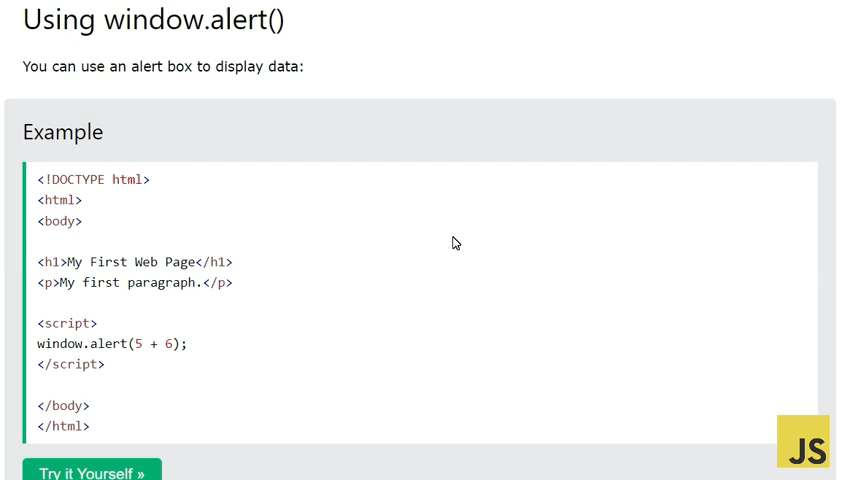 Using window.alert()
You can use an alert box to display data:
Example
<!DOCTYPE html>
<html>
<body>
<h1>My First Web Page</h1>
<p>My first paragraph.</p>
<script>
window.alert(5 + 6);
</script>
</body>
</html>
Try it Yourself »
JS